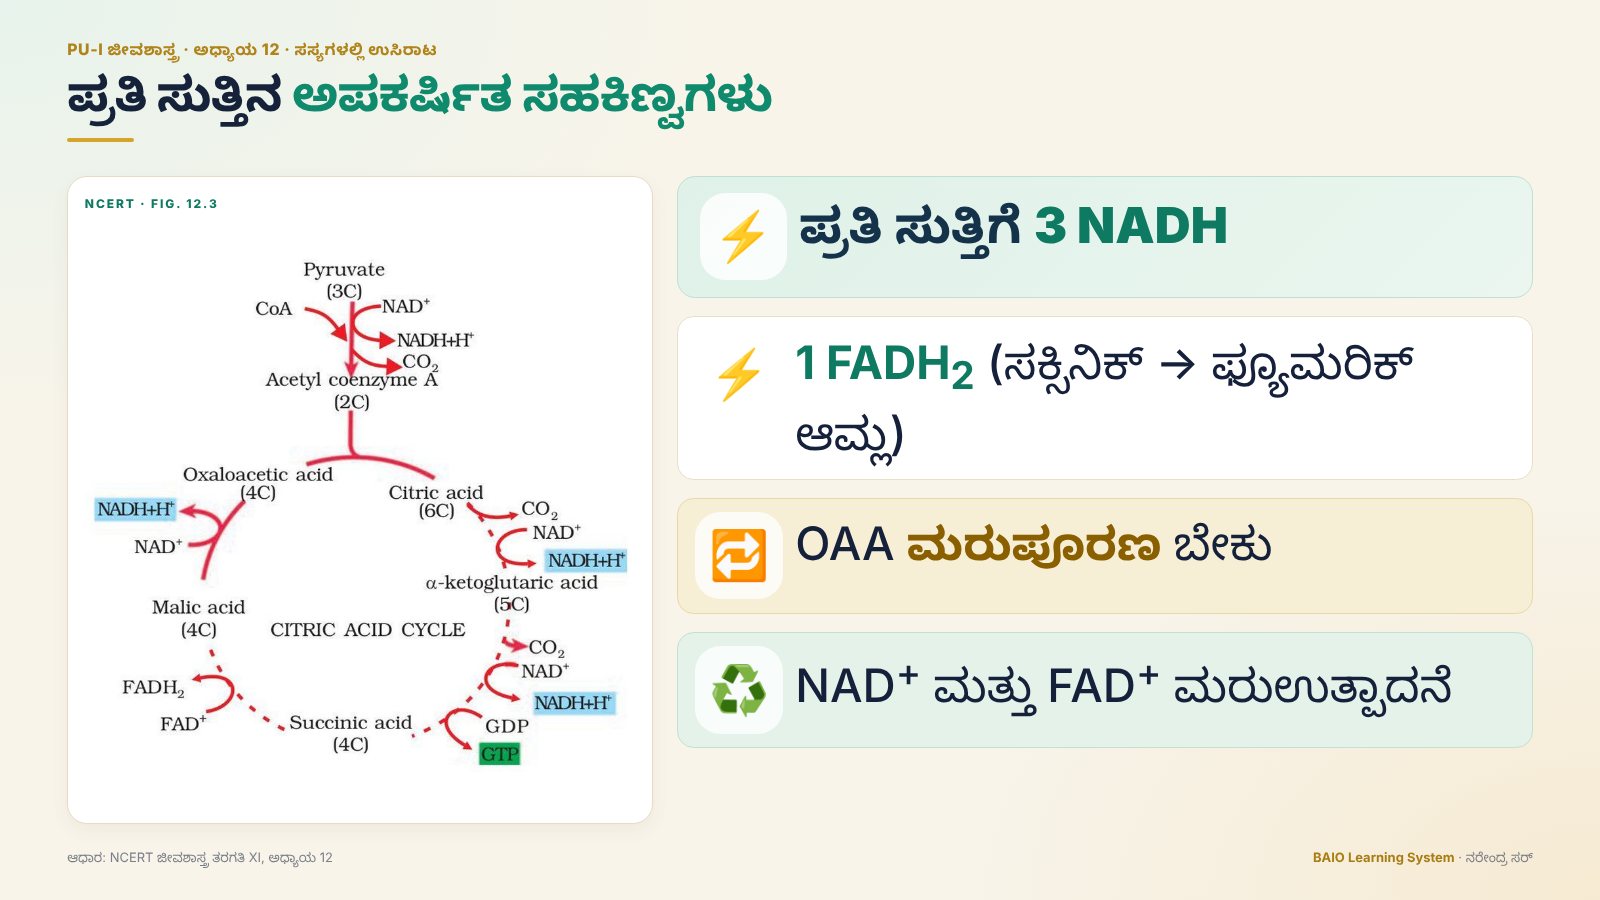 PU-I ಜೀವಶಾಸ್ತ್ರ · ಅಧ್ಯಾಯ 12 · ಸಸ್ಯಗಳಲ್ಲಿ ಉಸಿರಾಟ
ಪ್ರತಿ ಸುತ್ತಿನ ಅಪಕರ್ಷಿತ ಸಹಕಿಣ್ವಗಳು
NCERT · FIG. 12.3
Pyruvate
(3C)
CoA
NAD⁺
NADH+H⁺
CO₂
Acetyl coenzyme A
(2C)
Oxaloacetic acid
(4C)
Citric acid
(6C)
NADH+H⁺
NAD⁺
CO₂
NAD⁺
NADH+H⁺
α-ketoglutaric acid
(5C)
Malic acid
(4C)
CITRIC ACID CYCLE
CO₂
NAD⁺
NADH+H⁺
FADH₂
FAD⁺
Succinic acid
(4C)
GDP
GTP
⚡ ಪ್ರತಿ ಸುತ್ತಿಗೆ 3 NADH
⚡ 1 FADH₂ (ಸಕ್ಸಿನಿಕ್ → ಫ್ಯೂಮರಿಕ್
ಆಮ್ಲ)
🔁 OAA ಮರುಪೂರಣ ಬೇಕು
♻️ NAD⁺ ಮತ್ತು FAD⁺ ಮರುಉತ್ಪಾದನೆ
ಆಧಾರ: NCERT ಜೀವಶಾಸ್ತ್ರ ತರಗತಿ XI, ಅಧ್ಯಾಯ 12
BAIO Learning System · ನರೇಂದ್ರ ಸರ್